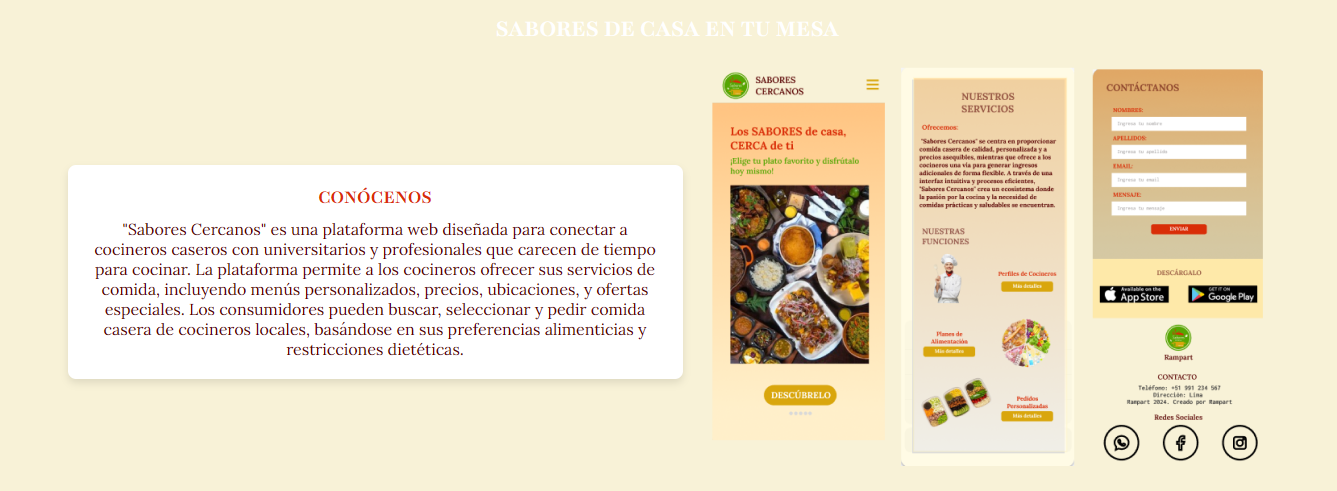 SABORES DE CASA EN TU MESA
CONÓCENOS
"Sabores Cercanos" es una plataforma web diseñada para conectar a
cocineros caseros con universitarios y profesionales que carecen de tiempo
para cocinar. La plataforma permite a los cocineros ofrecer sus servicios de
comida, incluyendo menús personalizados, precios, ubicaciones, y ofertas
especiales. Los consumidores pueden buscar, seleccionar y pedir comida
casera de cocineros locales, basándose en sus preferencias alimenticias y
restricciones dietéticas.
SABORES
CERCANOS
Los SABORES de casa,
CERCA de ti
¡Elige tu plato favorito y disfrútalo
hoy mismo!
DESCÚBRELO
NUESTROS
SERVICIOS
Ofrecemos:
"Sabores Cercanos" se centra en proporcionar
comida casera de calidad, personalizada y a
precios asequibles, mientras que ofrece a los
cocineros una vía para generar ingresos
adicionales de forma flexible. A través de una
interfaz intuitiva y procesos eficientes,
"Sabores Cercanos" crea un ecosistema donde
la pasión por la cocina y la necesidad de
comidas prácticas y saludables se encuentran.
NUESTRAS
FUNCIONES
Perfiles de Cocineros
Más detalles
Planes de
Alimentación
Más detalles
Pedidos
Personalizadas
Más detalles
CONTÁCTANOS
NOMBRES:
Ingresa tu nombre
APELLIDOS:
Ingresa tu apellido
EMAIL:
Ingresa tu email
MENSAJE:
Ingresa tu mensaje
ENVIAR
DESCÁRGALO
Available on the
App Store
GET IT ON
Google Play
Rampart
CONTACTO
Teléfono: +51 991 234 567
Dirección: Lima
Rampart 2024. Creado por Rampart
Redes Sociales